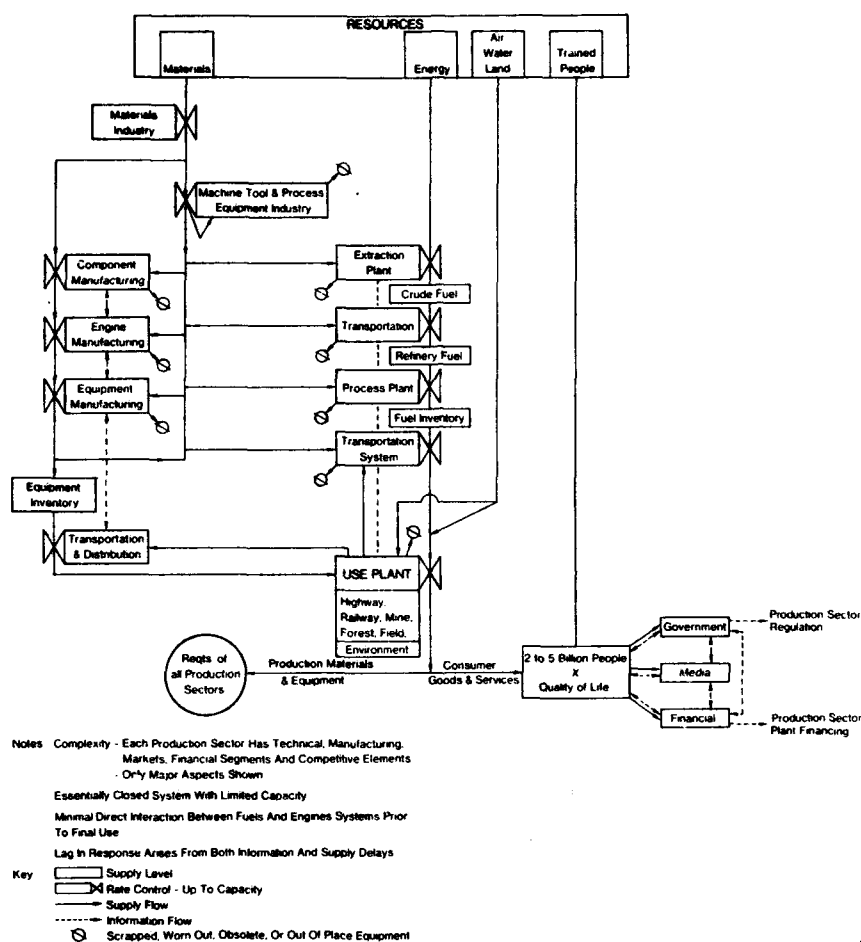 RESOURCES
Materials
Energy
Air
Water
Land
Trained
People
Materials
Industry
Machine Tool & Process
Equipment Industry
Component
Manufacturing
Extraction
Plant
Crude Fuel
Engine
Manufacturing
Transportation
Refinery Fuel
Equipment
Manufacturing
Process Plant
Fuel Inventory
Transportation
System
Equipment
Inventory
Transportation
& Distribution
USE PLANT
Highway,
Railway, Mine,
Forest, Field,
Environment
Reqts of
all Production
Sectors
Production Materials
& Equipment
Consumer
Goods & Services
2 to 5 Billion People
X
Quality of Life
Government
Media
Financial
Production Sector
Regulation
Production Sector
Plant Financing
Notes Complexity - Each Production Sector Has Technical, Manufacturing,
Markets, Financial Segments And Competitive Elements
- Only Major Aspects Shown
Essentially Closed System With Limited Capacity
Minimal Direct Interaction Between Fuels And Engines Systems Prior
To Final Use
Lag In Response Arises From Both Information And Supply Delays
Key
Supply Level
Rate Control - Up To Capacity
Supply Flow
Information Flow
Scrapped, Worn Out, Obsolete, Or Out Of Place Equipment